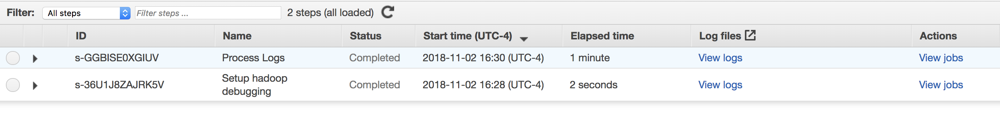 Filter: All steps Filter steps ... 2 steps (all loaded)
ID Name Status Start time (UTC-4) Elapsed time Log files Actions
s-GGBISE0XGIUV Process Logs Completed 2018-11-02 16:30 (UTC-4) 1 minute View logs View jobs
s-36U1J8ZAJRK5V Setup hadoop debugging Completed 2018-11-02 16:28 (UTC-4) 2 seconds View logs View jobs